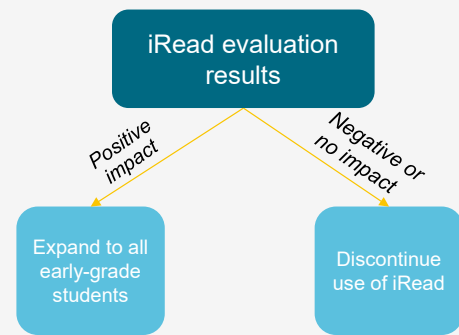 iRead evaluation
results
Positive
impact
Negative or
no impact
Expand to all
early-grade
students
Discontinue
use of iRead